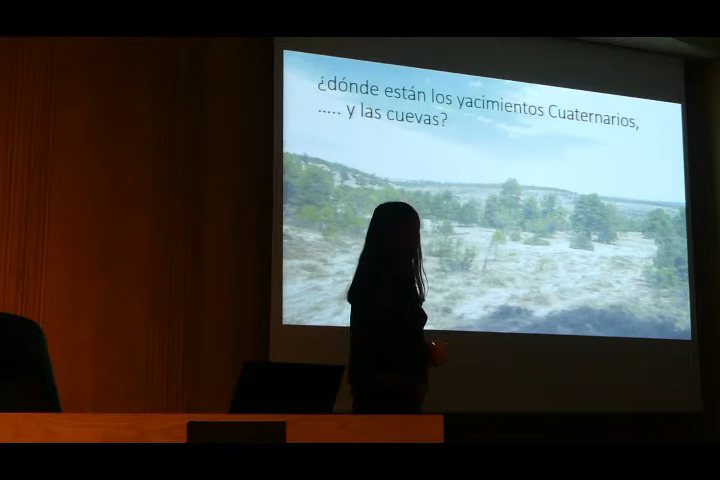 ¿dónde están los yacimientos Cuaternarios,
..... y las cuevas?